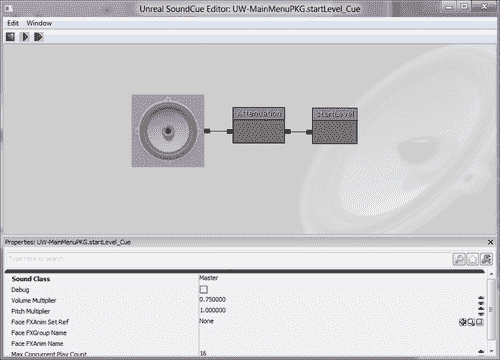 Unreal SoundCue Editor: UW-MainMenuPKG.startLevel_Cue
Edit Window
Attenuation startLevel
Properties: UW-MainMenuPKG.startLevel_Cue
Type here to search
Sound Class Master
Debug
Volume Multiplier 0.750000
Pitch Multiplier 1.000000
Face FXAnim Set Ref None
Face FXGroup Name
Face FXAnim Name
Max Concurrent Play Count 16